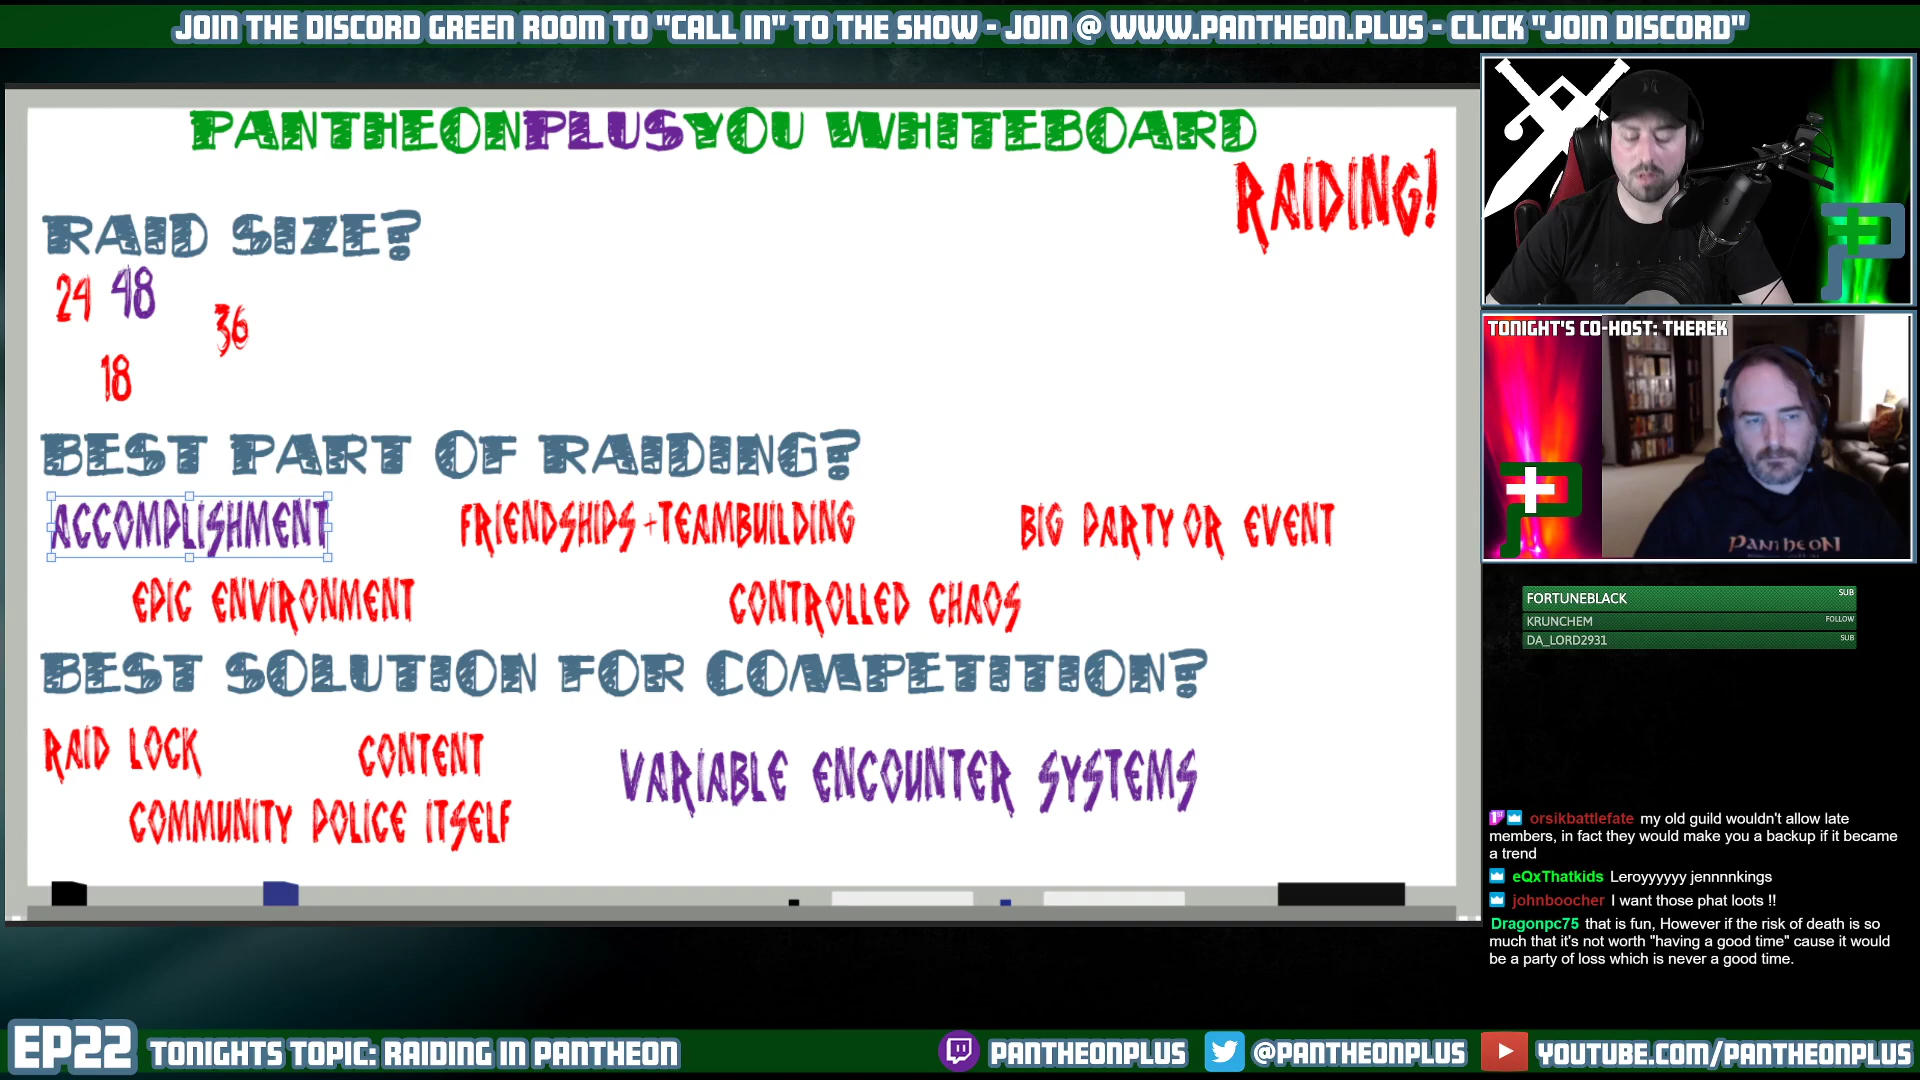 JOIN THE DISCORD GREEN ROOM TO "CALL IN" TO THE SHOW - JOIN @ WWW.PANTHEON.PLUS - CLICK "JOIN DISCORD"
PANTHEONPLUSYOU WHITEBOARD
RAIDING!
RAID SIZE?
24 48
36
18
BEST PART OF RAIDING?
ACCOMPLISHMENT FRIENDSHIPS+TEAMBUILDING BIG PARTY OR EVENT
EPIC ENVIRONMENT CONTROLLED CHAOS
BEST SOLUTION FOR COMPETITION?
RAID LOCK CONTENT VARIABLE ENCOUNTER SYSTEMS
COMMUNITY POLICE ITSELF
TONIGHT'S CO-HOST: THEREK
PANTHEON
FORTUNEBLACK SUB
KRUNCHEM FOLLOW
DA_LORD2931 SUB
1ST orsikbattlefate my old guild wouldn't allow late
members, in fact they would make you a backup if it became
a trend
eQxThatkids Leroyyyyyy jennnnkings
johnboocher I want those phat loots !!
Dragonpc75 that is fun, However if the risk of death is so
much that it's not worth "having a good time" cause it would
be a party of loss which is never a good time.
EP22 TONIGHTS TOPIC: RAIDING IN PANTHEON PANTHEONPLUS @PANTHEONPLUS YOUTUBE.COM/PANTHEONPLUS